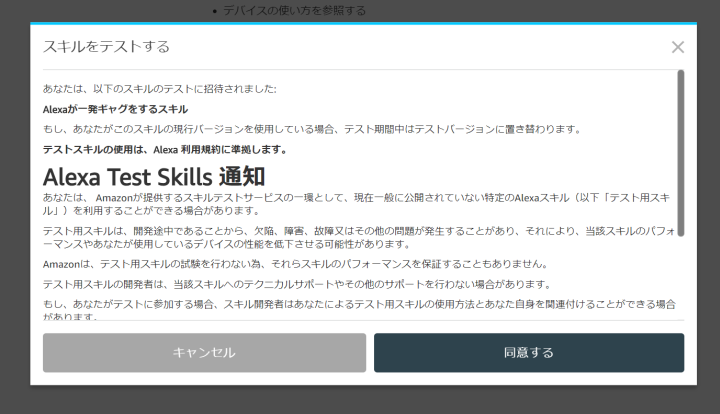 • デバイスの使い方を参照する
スキルをテストする
あなたは、以下のスキルのテストに招待されました:
Alexaが一発ギャグをするスキル
もし、あなたがこのスキルの現行バージョンを使用している場合、テスト期間中はテストバージョンに置き替わります。
テストスキルの使用は、Alexa 利用規約に準拠します。
Alexa Test Skills 通知
あなたは、 Amazonが提供するスキルテストサービスの一環として、現在一般に公開されていない特定のAlexaスキル（以下「テスト用スキ
ル」）を利用することができる場合があります。
テスト用スキルは、開発途中であることから、欠陥、障害、故障又はその他の問題が発生することがあり、それにより、当該スキルのパフォ
ーマンスやあなたが使用しているデバイスの性能を低下させる可能性があります。
Amazonは、テスト用スキルの試験を行わない為、それらスキルのパフォーマンスを保証することもありません。
テスト用スキルの開発者は、当該スキルへのテクニカルサポートやその他のサポートを行わない場合があります。
もし、あなたがテストに参加する場合、スキル開発者はあなたによるテスト用スキルの使用方法とあなた自身を関連付けることができる場合
があります。
キャンセル
同意する